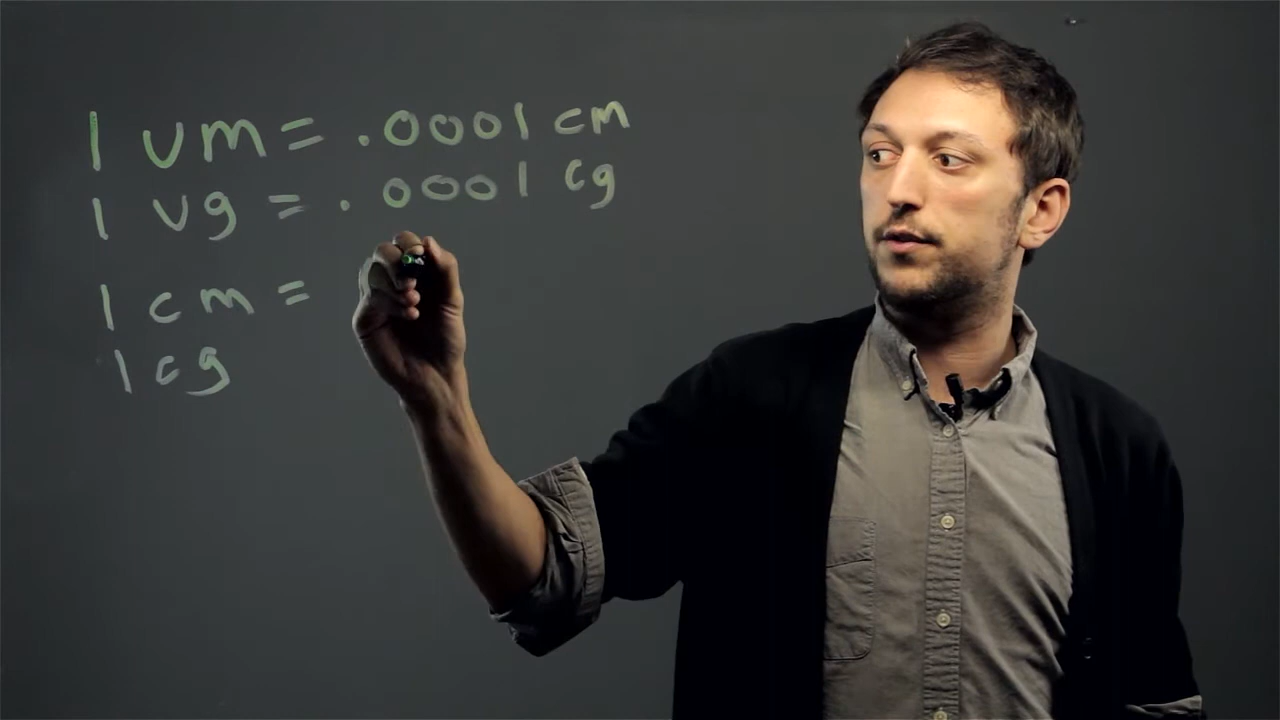 1 um = .0001 cm
1 ug = .0001 cg
1 cm =
1 cg